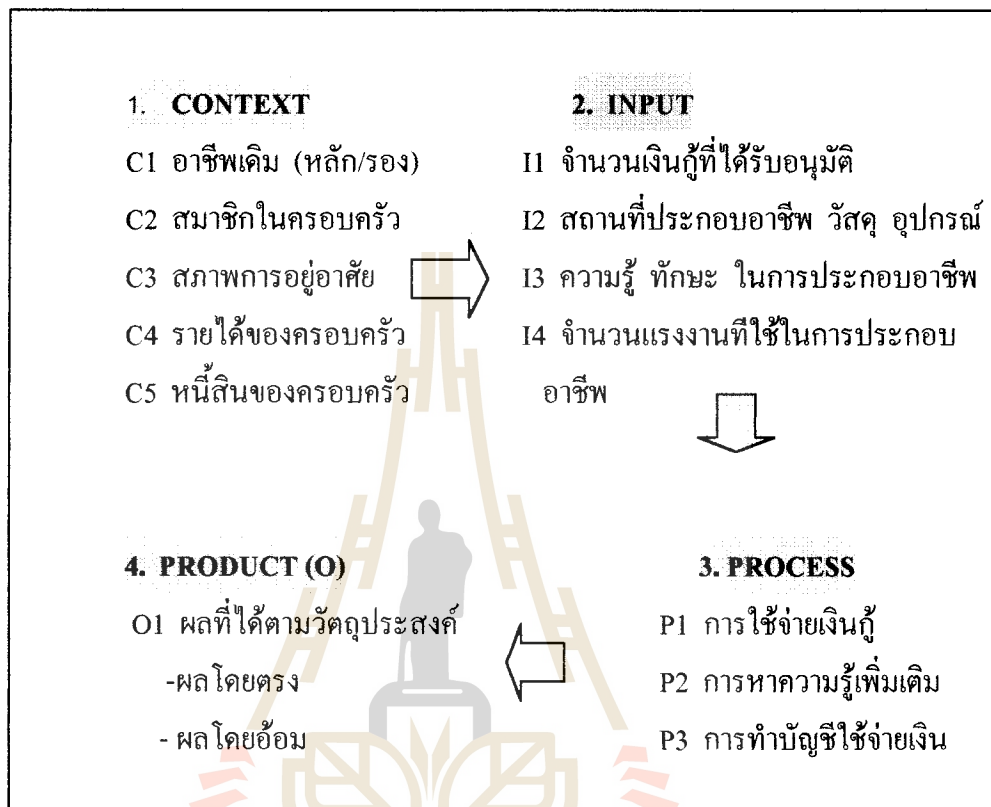 1. CONTEXT
C1 อาชีพเดิม (หลัก/รอง)
C2 สมาชิกในครอบครัว
C3 สภาพการอยู่อาศัย
C4 รายได้ของครอบครัว
C5 หนี้สินของครอบครัว
2. INPUT
I1 จำนวนเงินกู้ที่ได้รับอนุมัติ
I2 สถานที่ประกอบอาชีพ วัสดุ อุปกรณ์
I3 ความรู้ ทักษะ ในการประกอบอาชีพ
I4 จำนวนแรงงานที่ใช้ในการประกอบ
อาชีพ
3. PROCESS
P1 การใช้จ่ายเงินกู้
P2 การหาความรู้เพิ่มเติม
P3 การทำบัญชีใช้จ่ายเงิน
4. PRODUCT (O)
O1 ผลที่ได้ตามวัตถุประสงค์
-ผลโดยตรง
- ผลโดยอ้อม